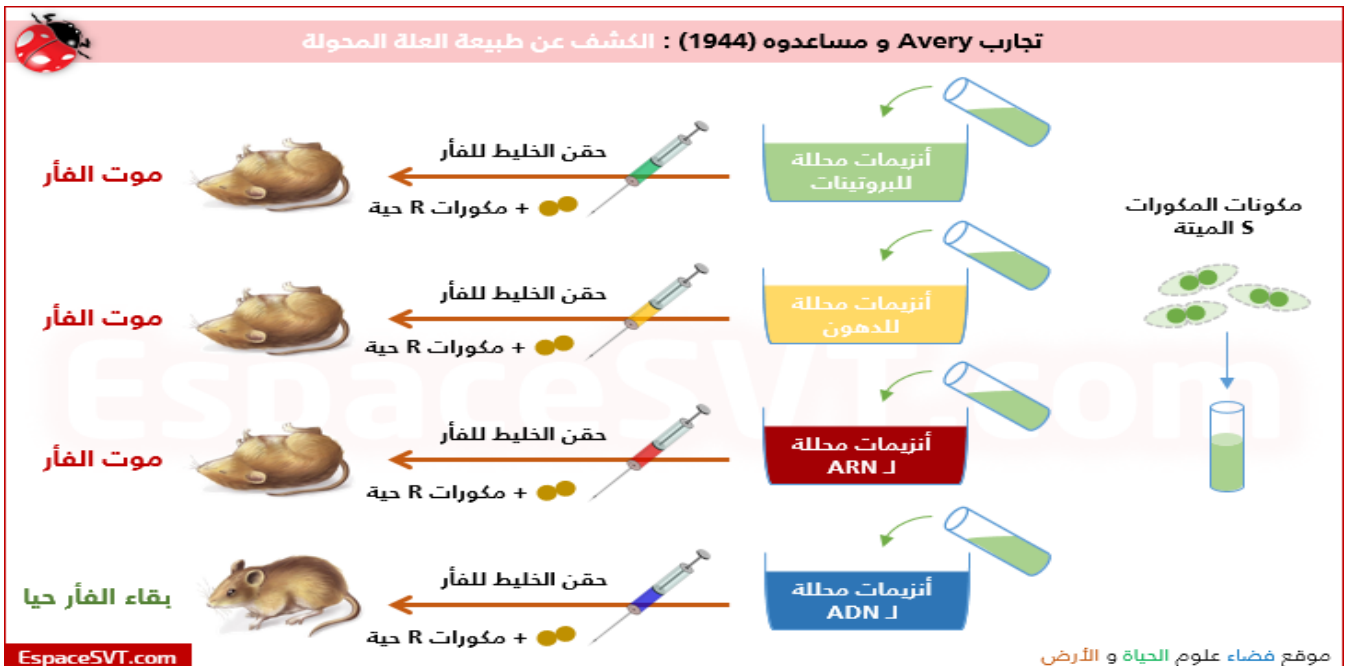 تجارب Avery و مساعدوه (1944) : الكشف عن طبيعة العلة المحولة
مكونات المكورات
S الميتة
أنزيمات محللة
للبروتينات
حقن الخليط للفأر
+ مكورات R حية
موت الفأر
أنزيمات محللة
للدهون
حقن الخليط للفأر
+ مكورات R حية
موت الفأر
أنزيمات محللة
لـ ARN
حقن الخليط للفأر
+ مكورات R حية
موت الفأر
أنزيمات محللة
لـ ADN
حقن الخليط للفأر
+ مكورات R حية
بقاء الفأر حيا
EspaceSVT.com
موقع فضاء علوم الحياة و الأرض
EspaceSVT.com